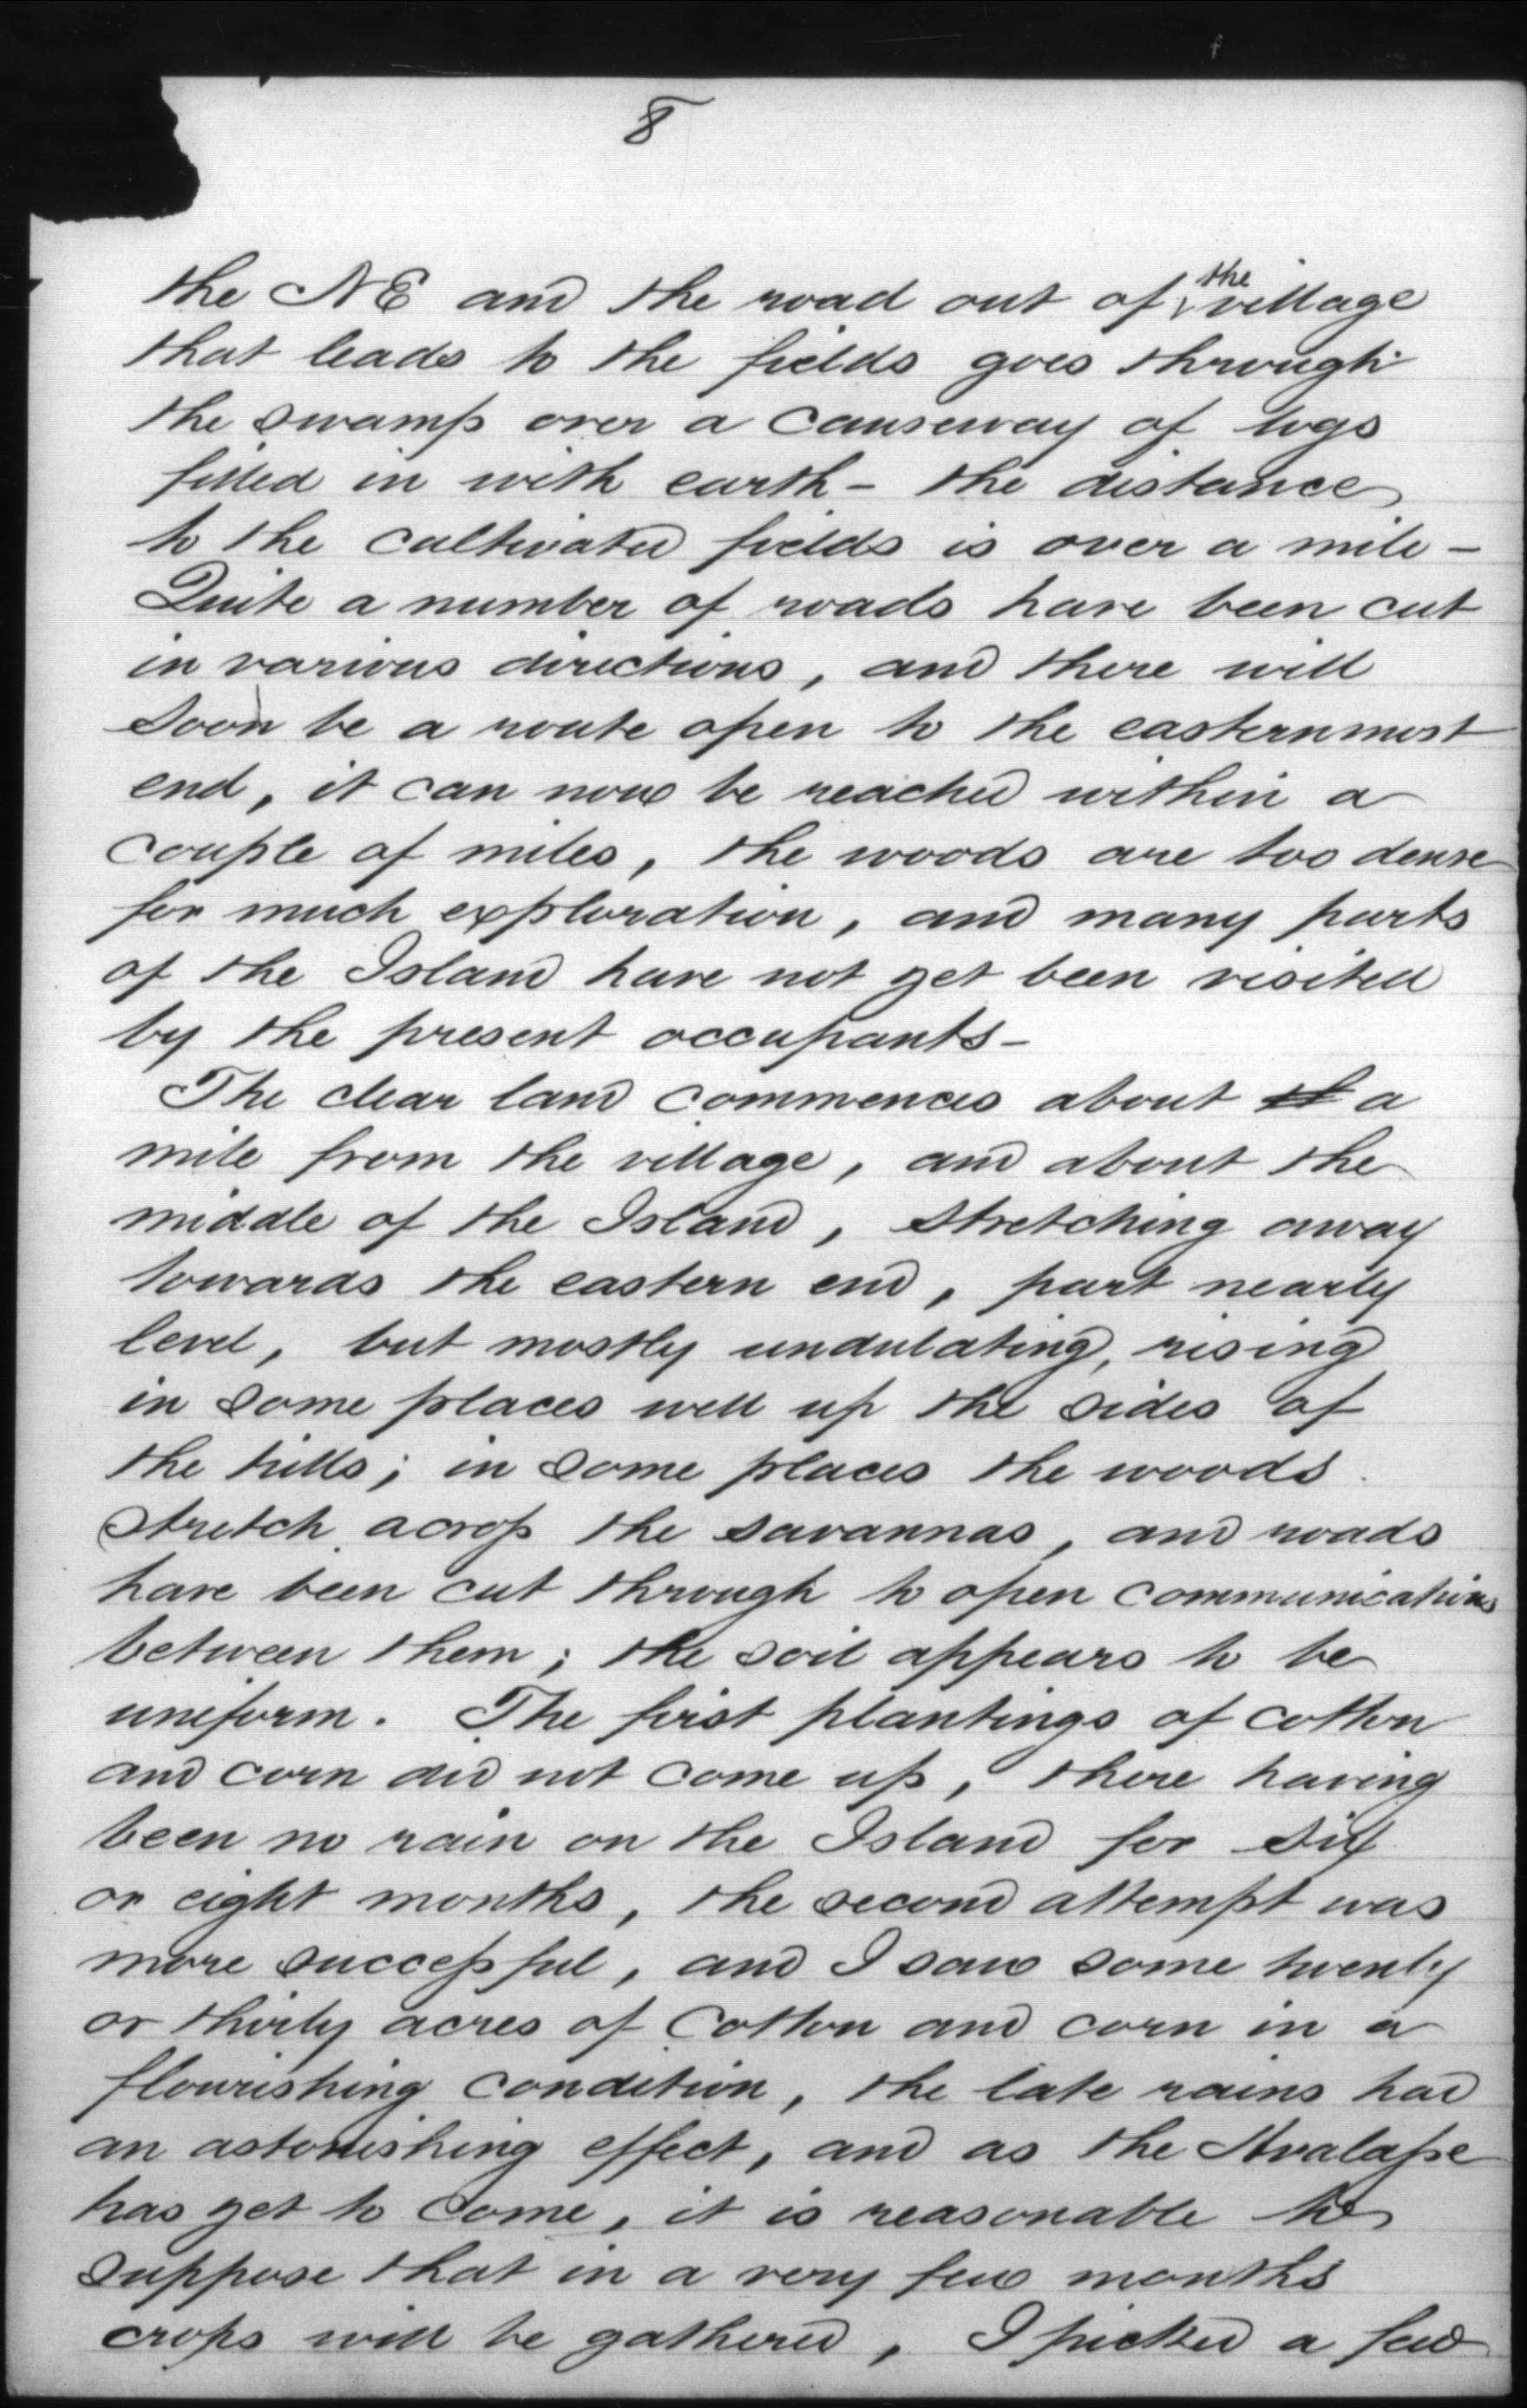 8
the NE and the road out of the village
that leads to the fields goes through
the swamp over a causeway of logs
filled in with earth - the distance
to the cultivated fields is over a mile -
Quite a number of roads have been cut
in various directions, and there will
soon be a route open to the easternmost
end, it can now be reached within a
couple of miles, the woods are too dense
for much exploration, and many parts
of the Island have not yet been visited
by the present occupants -
The clear land commences about a
mile from the village, and about the
middle of the Island, stretching away
towards the eastern end, part nearly
level, but mostly undulating, rising
in some places well up the sides of
the hills; in some places the woods
stretch across the savannas, and roads
have been cut through to open communications
between them; the soil appears to be
uniform. The first plantings of cotton
and corn did not come up, there having
been no rain on the Island for six
or eight months, the second attempt was
more successful, and I saw some twenty
or thirty acres of cotton and corn in a
flourishing condition, the late rains had
an astonishing effect, and as the
has yet to come, it is reasonable to
suppose that in a very few months
crops will be gathered, I picked a few